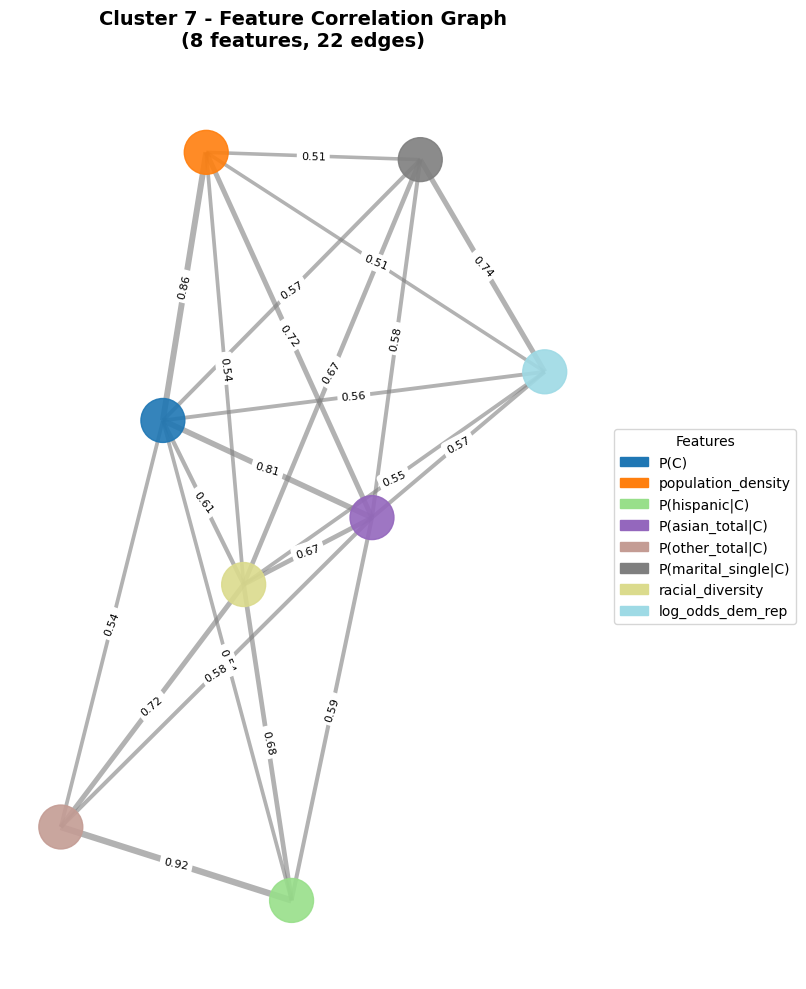 Cluster 7 - Feature Correlation Graph
(8 features, 22 edges)
0.51
0.51
0.74
0.86
0.57
0.72
0.58
0.54
0.67
0.56
0.57
0.81
0.55
0.61
0.67
0.54
0.58
0.72
0.59
0.68
0.92
Features
P(C)
population_density
P(hispanic|C)
P(asian_total|C)
P(other_total|C)
P(marital_single|C)
racial_diversity
log_odds_dem_rep